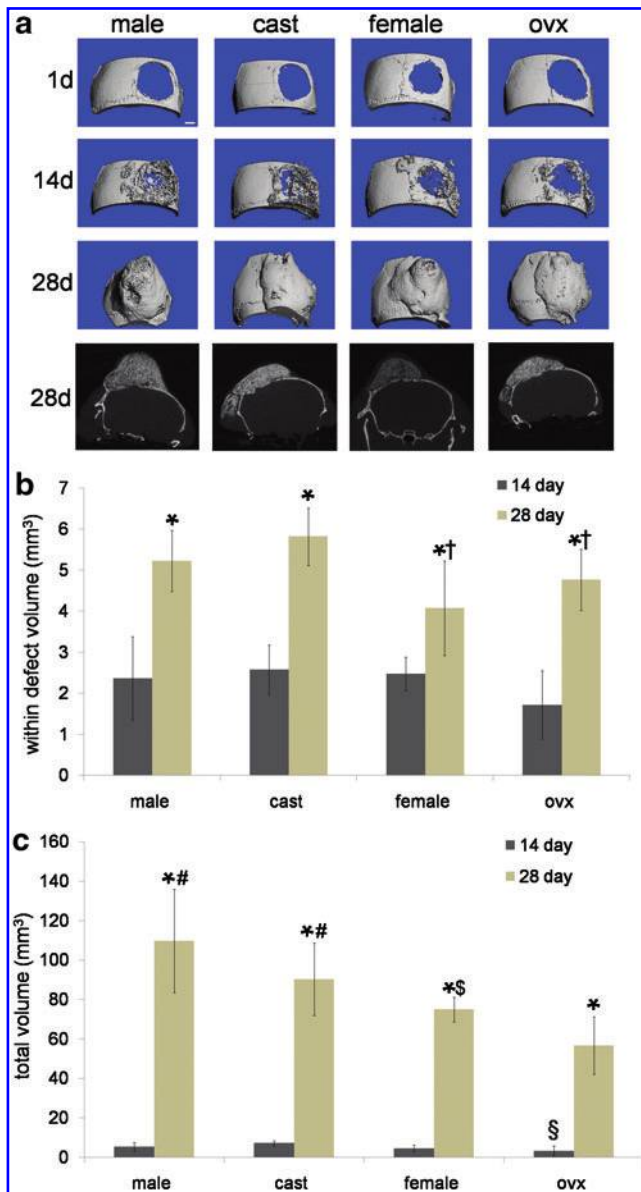 a
male cast female ovx
1d
14d
28d
28d
b
within defect volume (mm³)
7
6
5
4
3
2
1
0
14 day
28 day
*
*
*†
*†
male cast female ovx
c
total volume (mm³)
160
140
120
100
80
60
40
20
0
14 day
28 day
*#
*#
*$
*
§
male cast female ovx